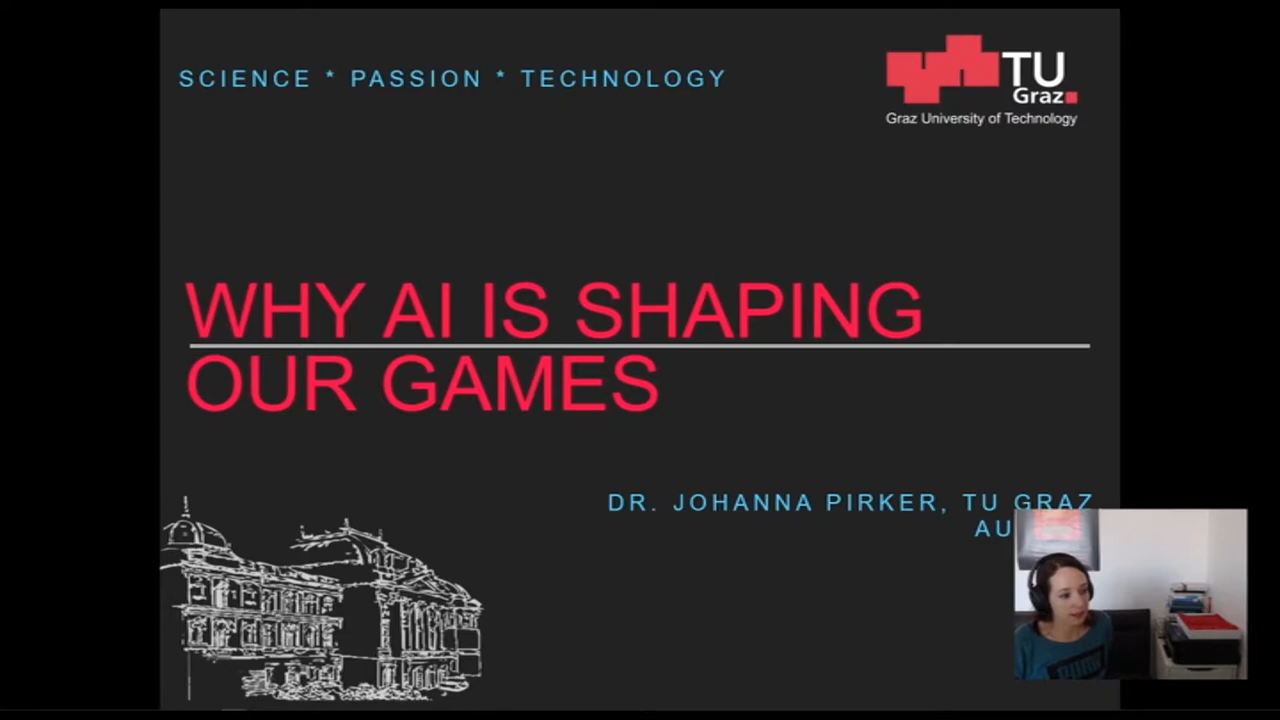 SCIENCE * PASSION * TECHNOLOGY
TU
Graz
Graz University of Technology
WHY AI IS SHAPING
OUR GAMES
DR. JOHANNA PIRKER, TU GRAZ
AU